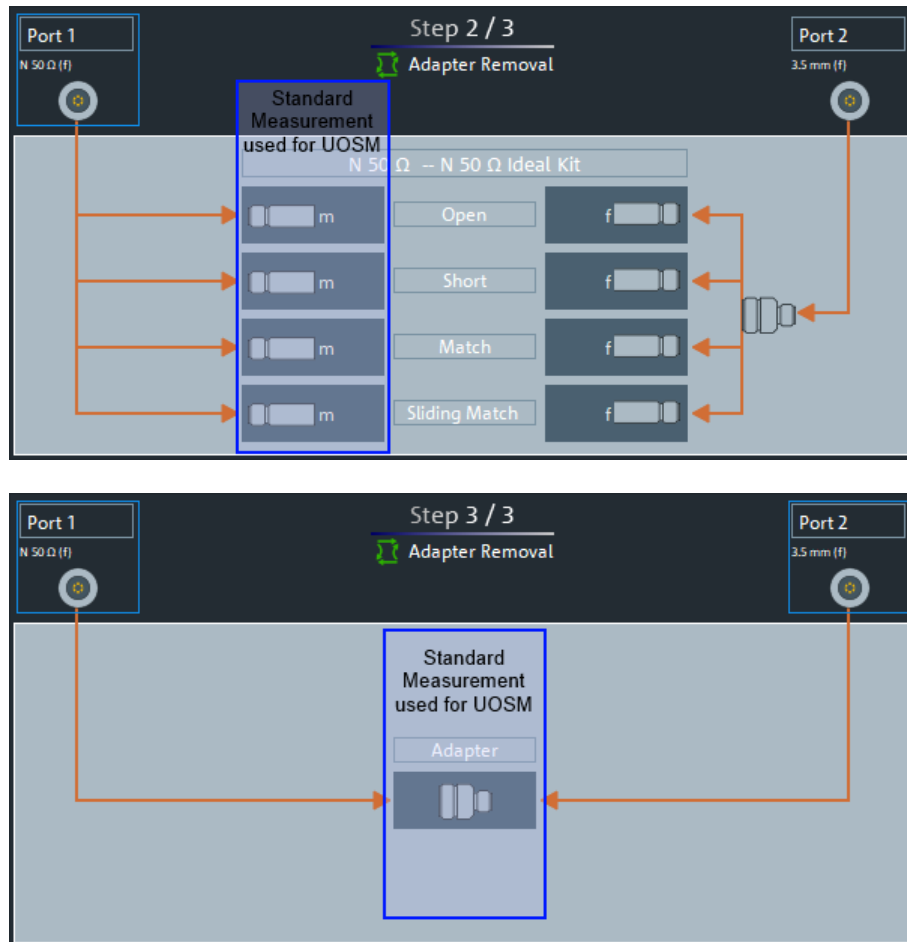 Port 1
Step 2 / 3
Port 2
N 50 Ω (f)
Adapter Removal
3.5 mm (f)
Standard
Measurement
used for UOSM
N 50 Ω -- N 50 Ω Ideal Kit
m Open f
m Short f
m Match f
m Sliding Match f
Port 1
Step 3 / 3
Port 2
N 50 Ω (f)
Adapter Removal
3.5 mm (f)
Standard
Measurement
used for UOSM
Adapter